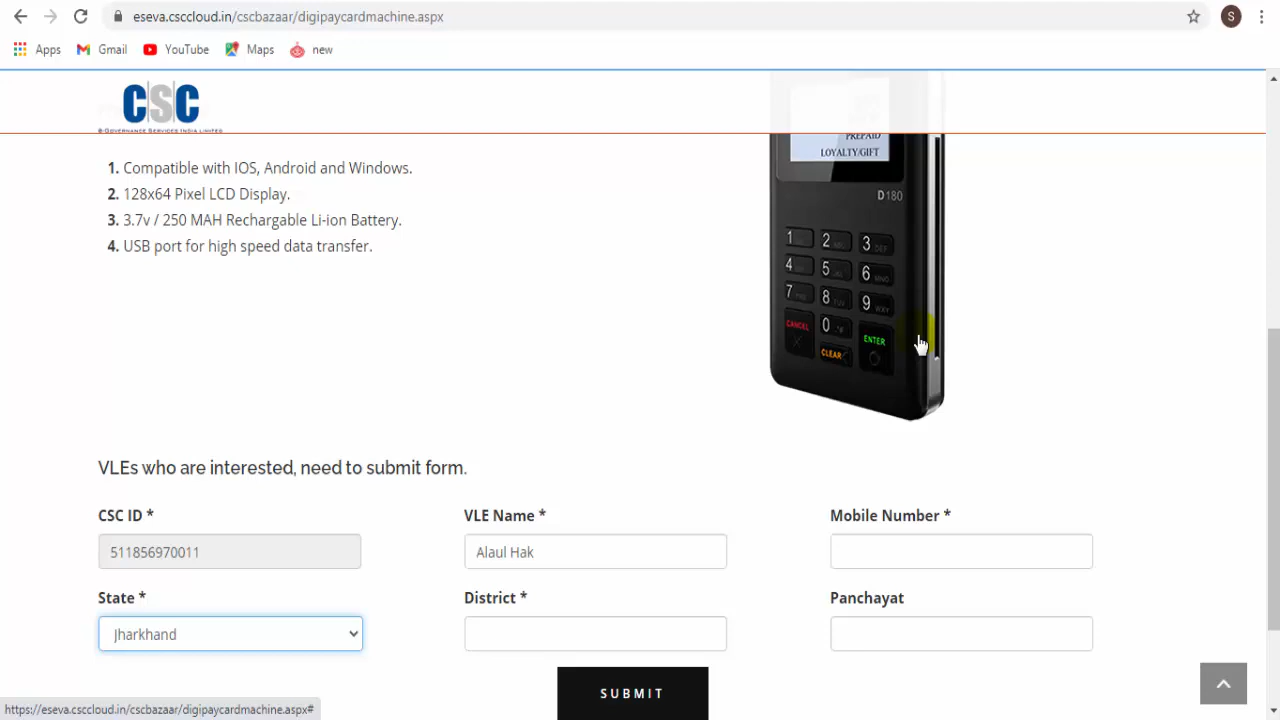 eseva.csccloud.in/cscbazaar/digipaycardmachine.aspx
S
Apps Gmail YouTube Maps new
CSC
E-GOVERNANCE SERVICES INDIA LIMITED
PREPAID
LOYALTY/GIFT
1. Compatible with IOS, Android and Windows.
2. 128x64 Pixel LCD Display.
3. 3.7v / 250 MAH Rechargable Li-ion Battery.
4. USB port for high speed data transfer.
D180
1 2 3
4 5 6
7 8 9
CANCEL 0 ENTER
CLEAR
VLEs who are interested, need to submit form.
CSC ID * VLE Name * Mobile Number *
511856970011 Alaul Hak
State * District * Panchayat
Jharkhand
SUBMIT
https://eseva.csccloud.in/cscbazaar/digipaycardmachine.aspx#